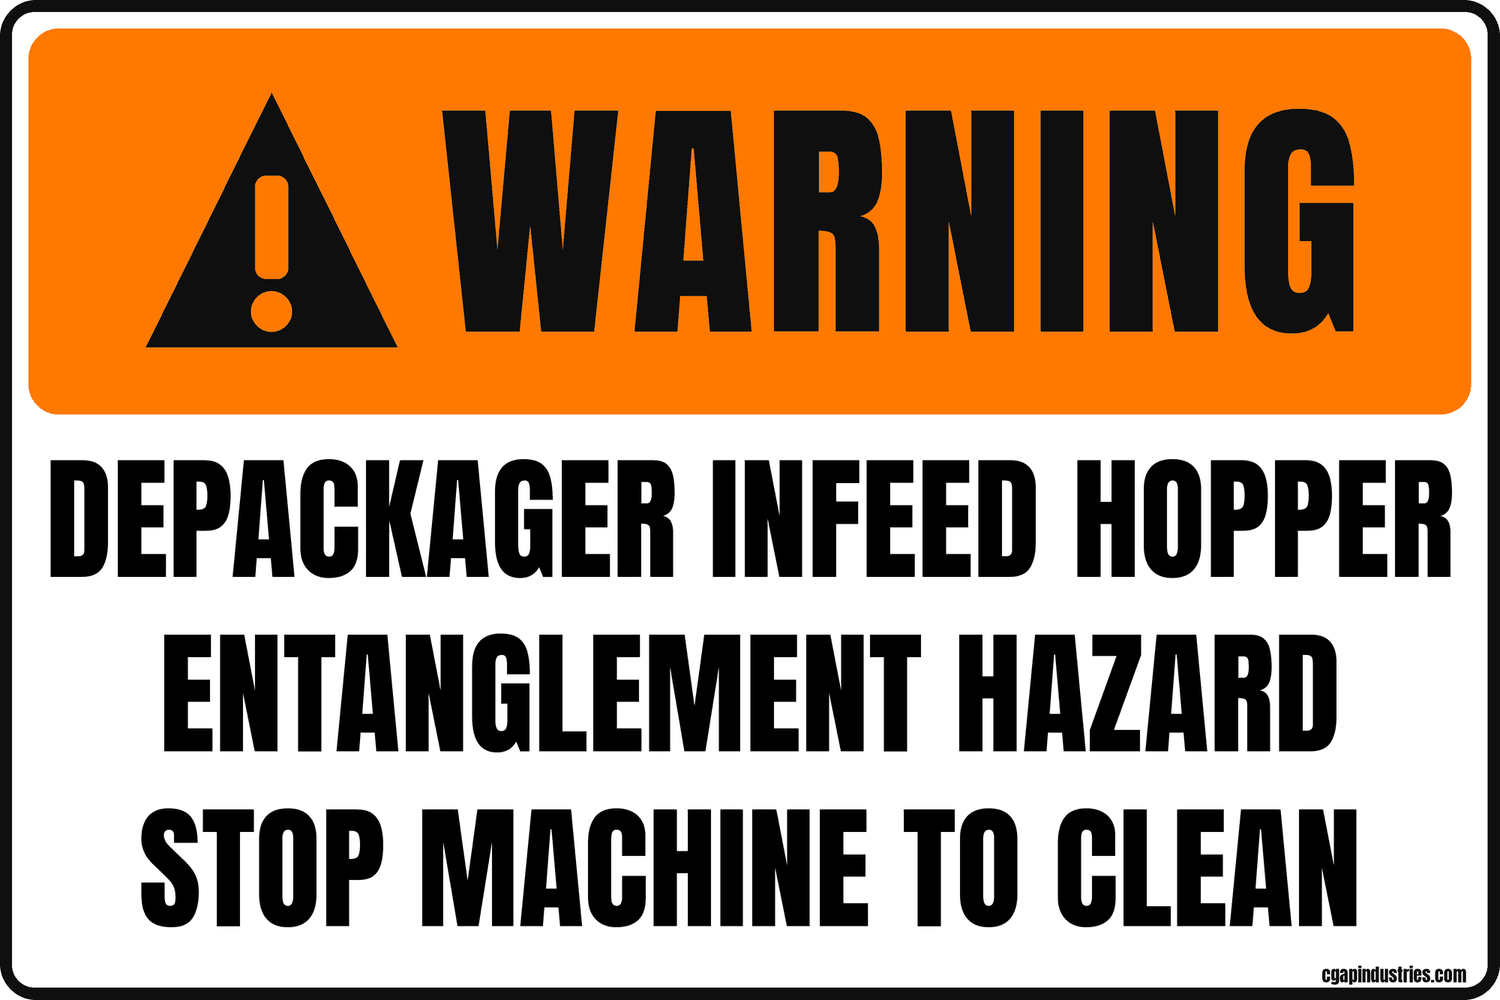 WARNING
DEPACKAGER INFEED HOPPER
ENTANGLEMENT HAZARD
STOP MACHINE TO CLEAN
cgapindustries.com